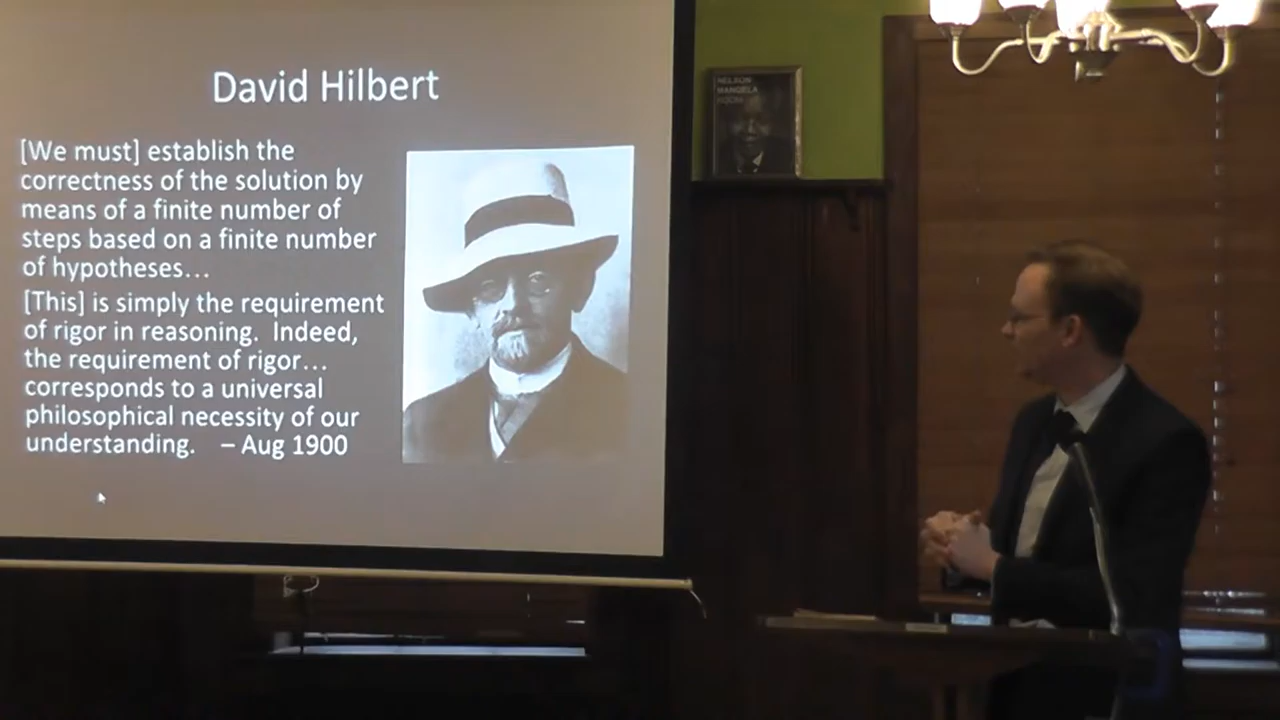 David Hilbert
[We must] establish the
correctness of the solution by
means of a finite number of
steps based on a finite number
of hypotheses…
[This] is simply the requirement
of rigor in reasoning.  Indeed,
the requirement of rigor…
corresponds to a universal
philosophical necessity of our
understanding.    – Aug 1900
NELSON
MANDELA
ROOM